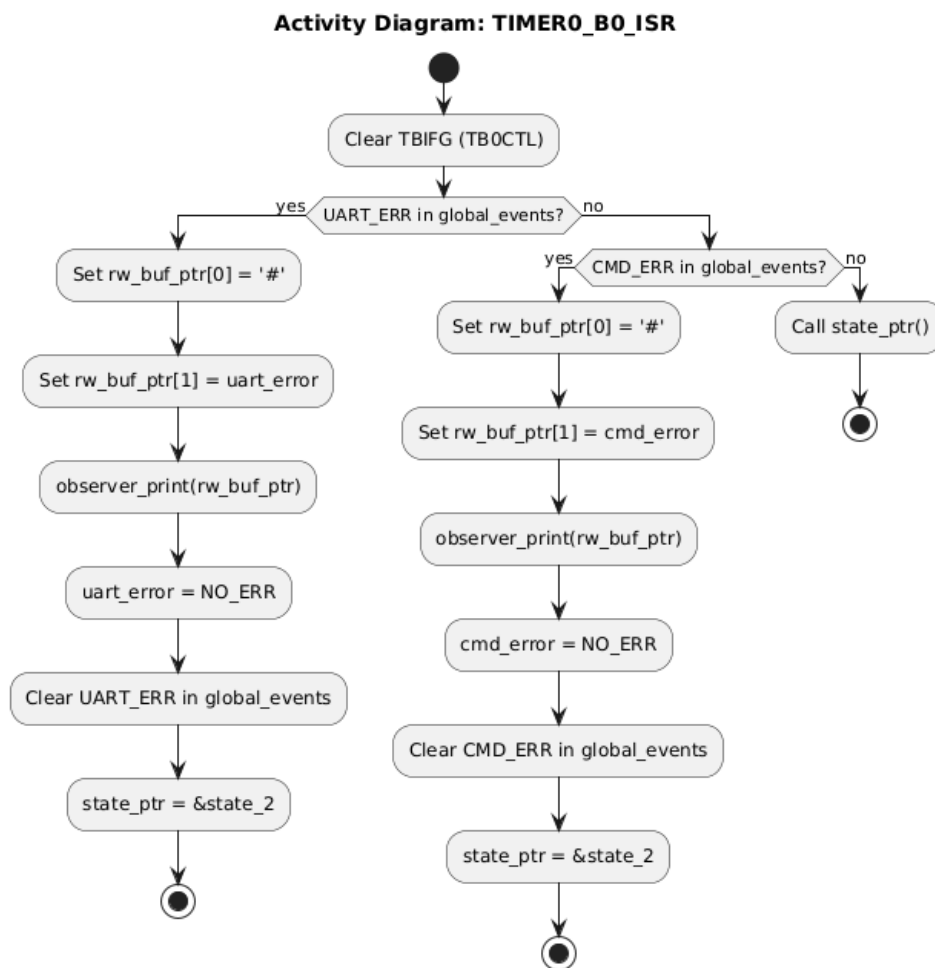 Activity Diagram: TIMER0_B0_ISR
Clear TBIFG (TB0CTL)
yes
UART_ERR in global_events?
no
Set rw_buf_ptr[0] = '#'
Set rw_buf_ptr[1] = uart_error
observer_print(rw_buf_ptr)
uart_error = NO_ERR
Clear UART_ERR in global_events
state_ptr = &state_2
yes
CMD_ERR in global_events?
no
Set rw_buf_ptr[0] = '#'
Set rw_buf_ptr[1] = cmd_error
observer_print(rw_buf_ptr)
cmd_error = NO_ERR
Clear CMD_ERR in global_events
state_ptr = &state_2
Call state_ptr()